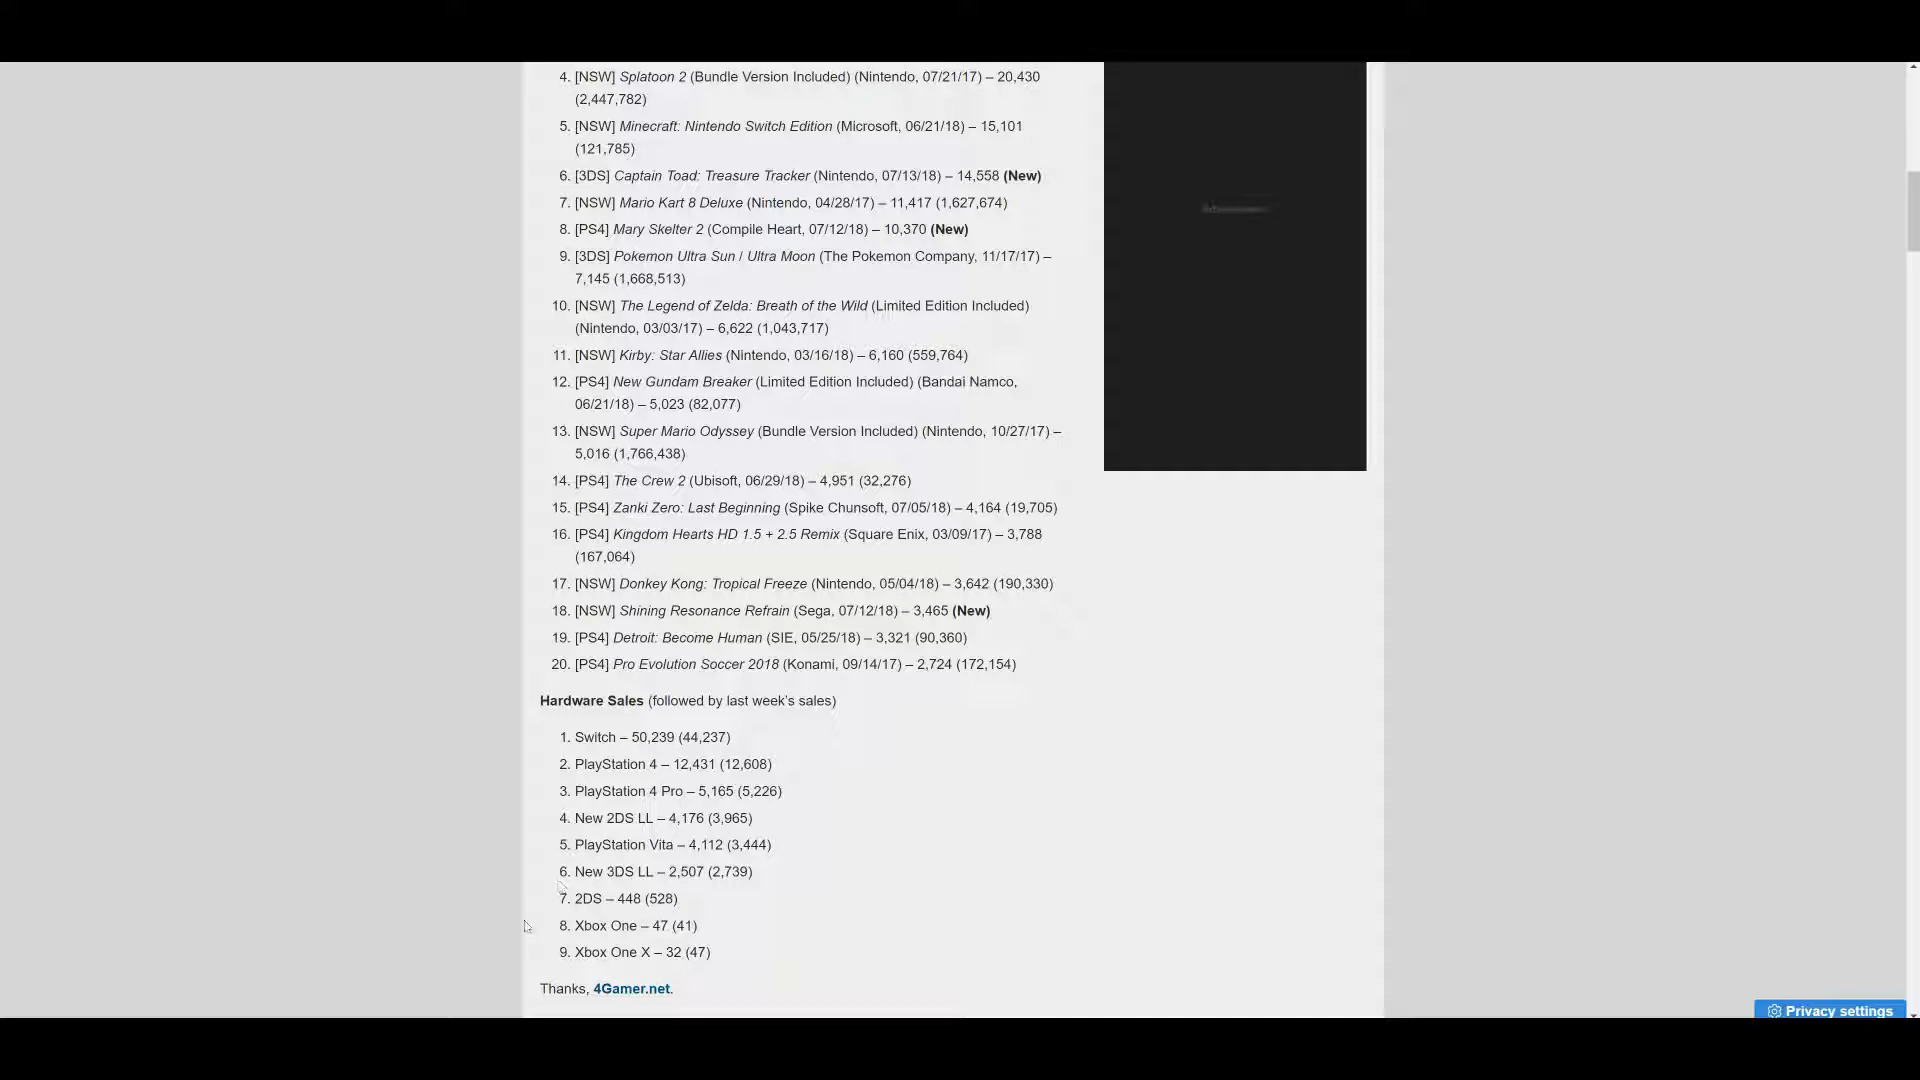 4. [NSW] Splatoon 2 (Bundle Version Included) (Nintendo, 07/21/17) – 20,430
(2,447,782)
5. [NSW] Minecraft: Nintendo Switch Edition (Microsoft, 06/21/18) – 15,101
(121,785)
6. [3DS] Captain Toad: Treasure Tracker (Nintendo, 07/13/18) – 14,558 (New)
7. [NSW] Mario Kart 8 Deluxe (Nintendo, 04/28/17) – 11,417 (1,627,674)
8. [PS4] Mary Skelter 2 (Compile Heart, 07/12/18) – 10,370 (New)
9. [3DS] Pokemon Ultra Sun / Ultra Moon (The Pokemon Company, 11/17/17) –
7,145 (1,668,513)
10. [NSW] The Legend of Zelda: Breath of the Wild (Limited Edition Included)
(Nintendo, 03/03/17) – 6,622 (1,043,717)
11. [NSW] Kirby: Star Allies (Nintendo, 03/16/18) – 6,160 (559,764)
12. [PS4] New Gundam Breaker (Limited Edition Included) (Bandai Namco,
06/21/18) – 5,023 (82,077)
13. [NSW] Super Mario Odyssey (Bundle Version Included) (Nintendo, 10/27/17) –
5,016 (1,766,438)
14. [PS4] The Crew 2 (Ubisoft, 06/29/18) – 4,951 (32,276)
15. [PS4] Zanki Zero: Last Beginning (Spike Chunsoft, 07/05/18) – 4,164 (19,705)
16. [PS4] Kingdom Hearts HD 1.5 + 2.5 Remix (Square Enix, 03/09/17) – 3,788
(167,064)
17. [NSW] Donkey Kong: Tropical Freeze (Nintendo, 05/04/18) – 3,642 (190,330)
18. [NSW] Shining Resonance Refrain (Sega, 07/12/18) – 3,465 (New)
19. [PS4] Detroit: Become Human (SIE, 05/25/18) – 3,321 (90,360)
20. [PS4] Pro Evolution Soccer 2018 (Konami, 09/14/17) – 2,724 (172,154)
Hardware Sales (followed by last week’s sales)
1. Switch – 50,239 (44,237)
2. PlayStation 4 – 12,431 (12,608)
3. PlayStation 4 Pro – 5,165 (5,226)
4. New 2DS LL – 4,176 (3,965)
5. PlayStation Vita – 4,112 (3,444)
6. New 3DS LL – 2,507 (2,739)
7. 2DS – 448 (528)
8. Xbox One – 47 (41)
9. Xbox One X – 32 (47)
Thanks, 4Gamer.net.
Privacy settings